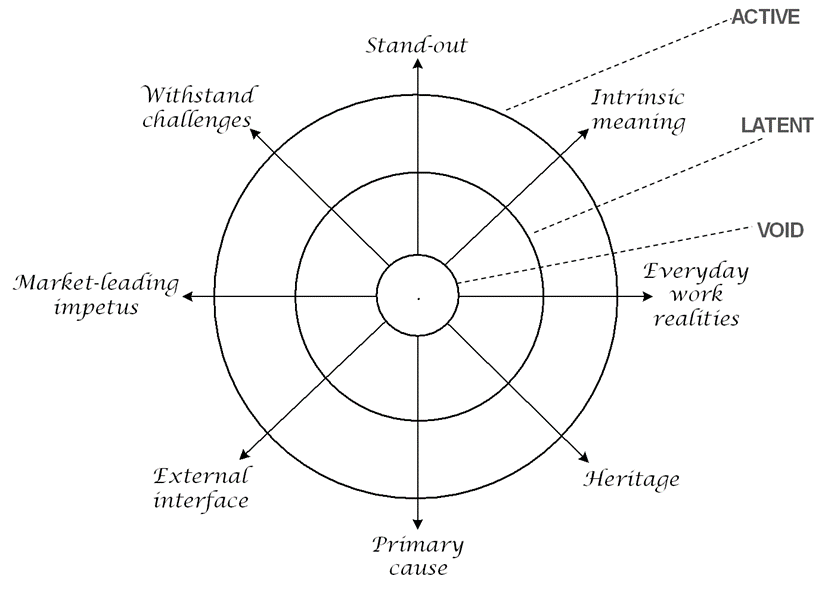 ACTIVE
Stand-out
Withstand
challenges
Intrinsic
meaning
LATENT
VOID
Market-leading
impetus
Everyday
work
realities
External
interface
Heritage
Primary
cause